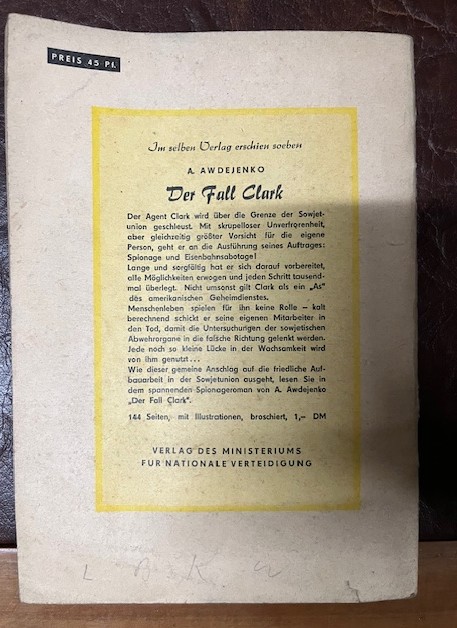 PREIS 45 Pf.
Im selben Verlag erschien soeben
A. AWDEJENKO
Der Fall Clark
Der Agent Clark wird über die Grenze der Sowjet-
union geschleust. Mit skrupelloser Unverfrorenheit,
aber gleichzeitig größter Vorsicht für die eigene
Person, geht er an die Ausführung seines Auftrages:
Spionage und Eisenbahnsabotage!
Lange und sorgfältig hat er sich darauf vorbereitet,
alle Möglichkeiten erwogen und jeden Schritt tausend-
mal überlegt. Nicht umsonst gilt Clark als ein „As"
des amerikanischen Geheimdienstes.
Menschenleben spielen für ihn keine Rolle – kalt
berechnend schickt er seine eigenen Mitarbeiter in
den Tod, damit die Untersuchungen der sowjetischen
Abwehrorgane in die falsche Richtung gelenkt werden.
Jede noch so kleine Lücke in der Wachsamkeit wird
von ihm genutzt...
Wie dieser gemeine Anschlag auf die friedliche Auf-
bauarbeit in der Sowjetunion ausgeht, lesen Sie in
dem spannenden Spionageroman von A. Awdejenko
„Der Fall Clark".
144 Seiten, mit Illustrationen, broschiert, 1,– DM
VERLAG DES MINISTERIUMS
FÜR NATIONALE VERTEIDIGUNG